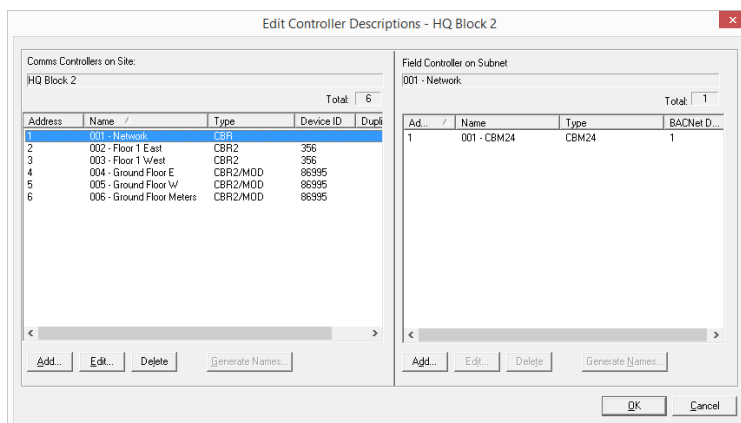 Edit Controller Descriptions - HQ Block 2
Comms Controllers on Site:
HQ Block 2
Total: 6
Address Name Type Device ID Dupli
1 001 - Network CBR
2 002 - Floor 1 East CBR2 356
3 003 - Floor 1 West CBR2 356
4 004 - Ground Floor E CBR2/MOD 86995
5 005 - Ground Floor W CBR2/MOD 86995
6 006 - Ground Floor Meters CBR2/MOD 86995
Add... Edit... Delete Generate Names...
Field Controller on Subnet
001 - Network
Total: 1
Ad... Name Type BACNet D...
1 001 - CBM24 CBM24 1
Add... Edit... Delete Generate Names...
OK Cancel